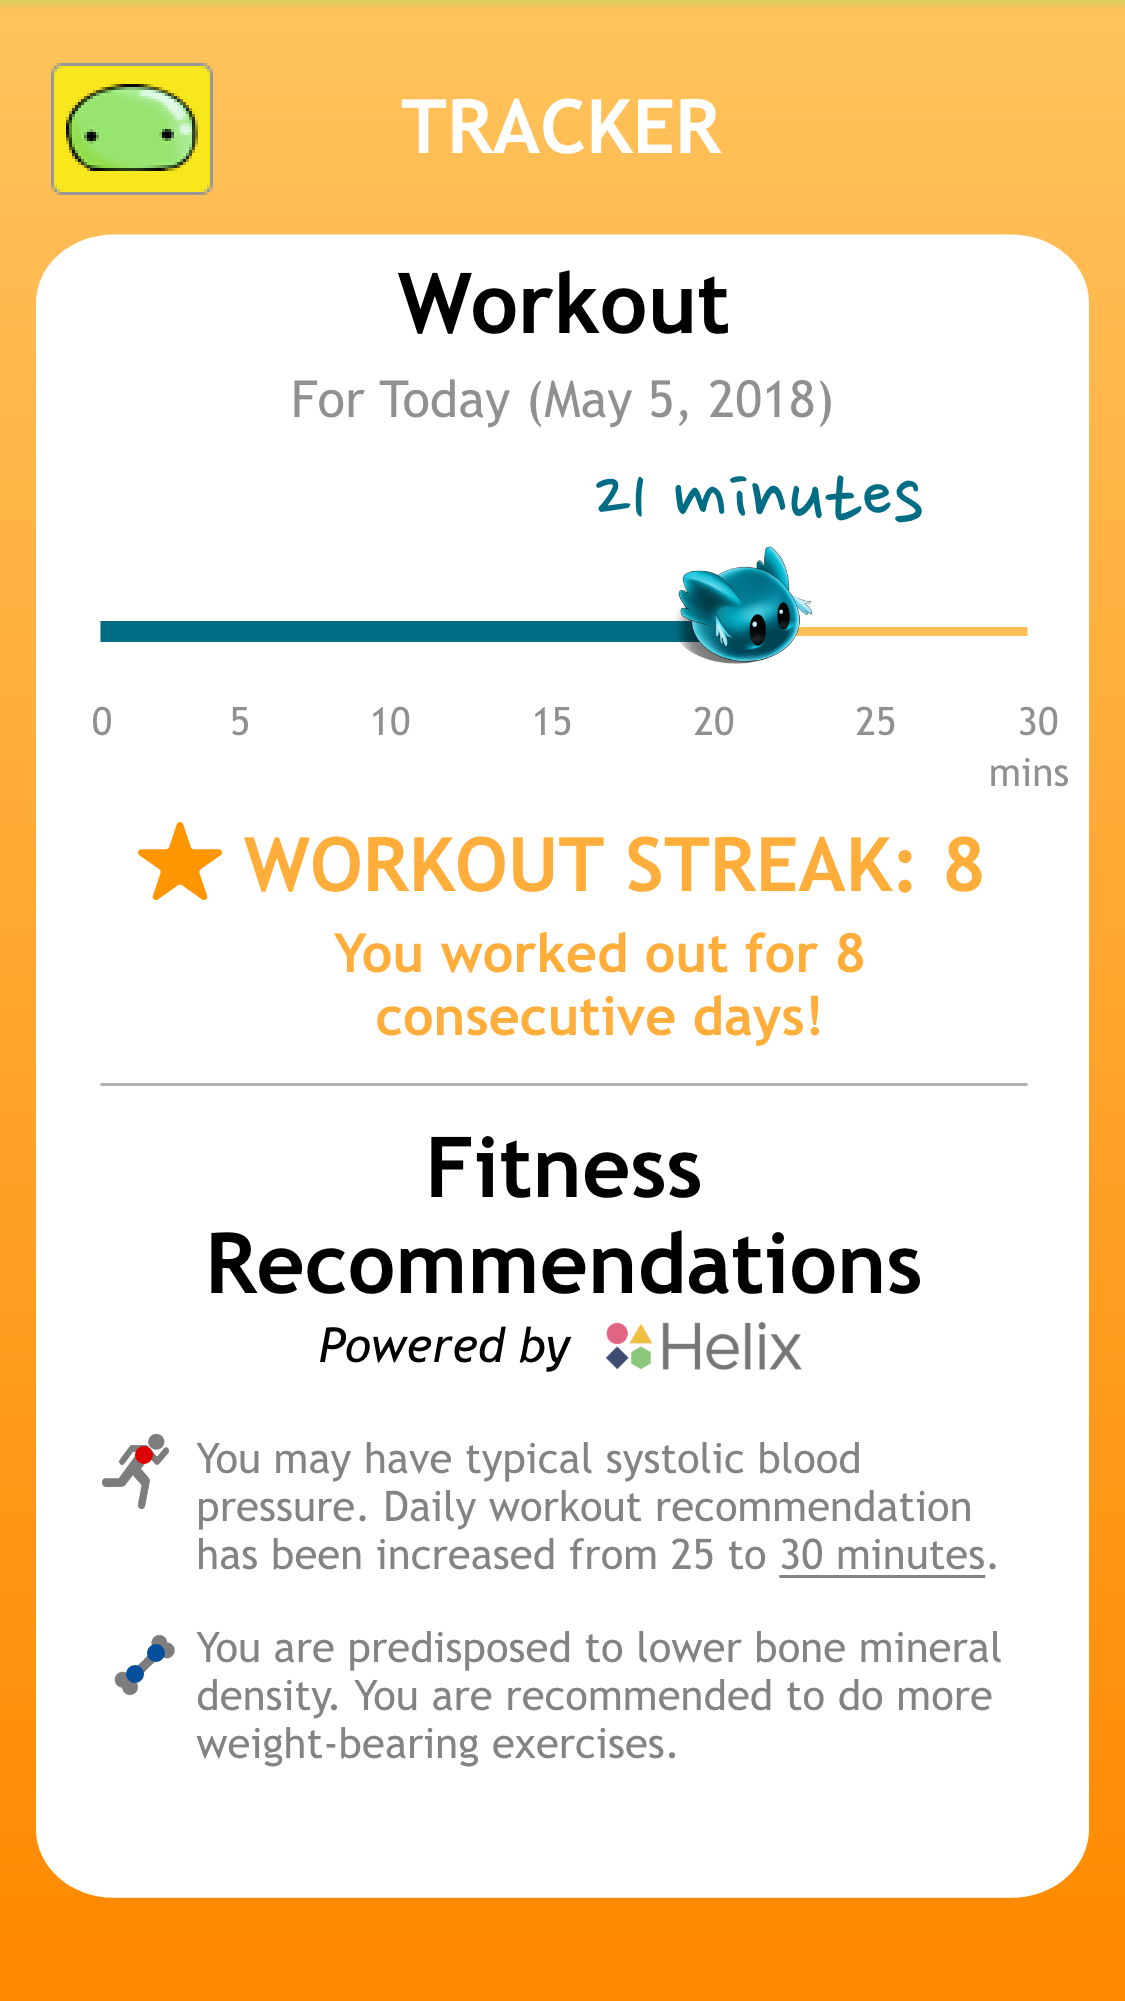 TRACKER
Workout
For Today (May 5, 2018)
21 minutes
0 5 10 15 20 25 30
mins
WORKOUT STREAK: 8
You worked out for 8
consecutive days!
Fitness
Recommendations
Powered by Helix
You may have typical systolic blood
pressure. Daily workout recommendation
has been increased from 25 to 30 minutes.
You are predisposed to lower bone mineral
density. You are recommended to do more
weight-bearing exercises.